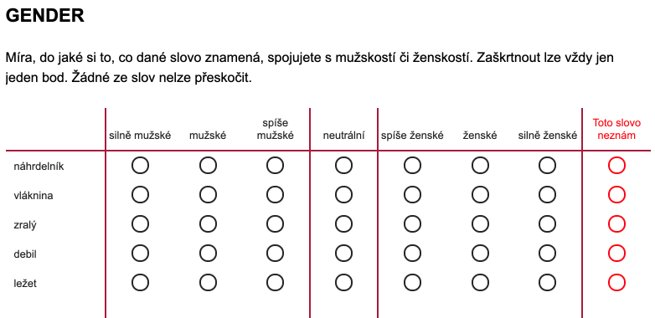 GENDER
Míra, do jaké si to, co dané slovo znamená, spojujete s mužskostí či ženskostí. Zaškrtnout lze vždy jen
jeden bod. Žádné ze slov nelze přeskočit.
silně mužské mužské spíše mužské neutrální spíše ženské ženské silně ženské Toto slovo neznám
náhrdelník
vláknina
zralý
debil
ležet